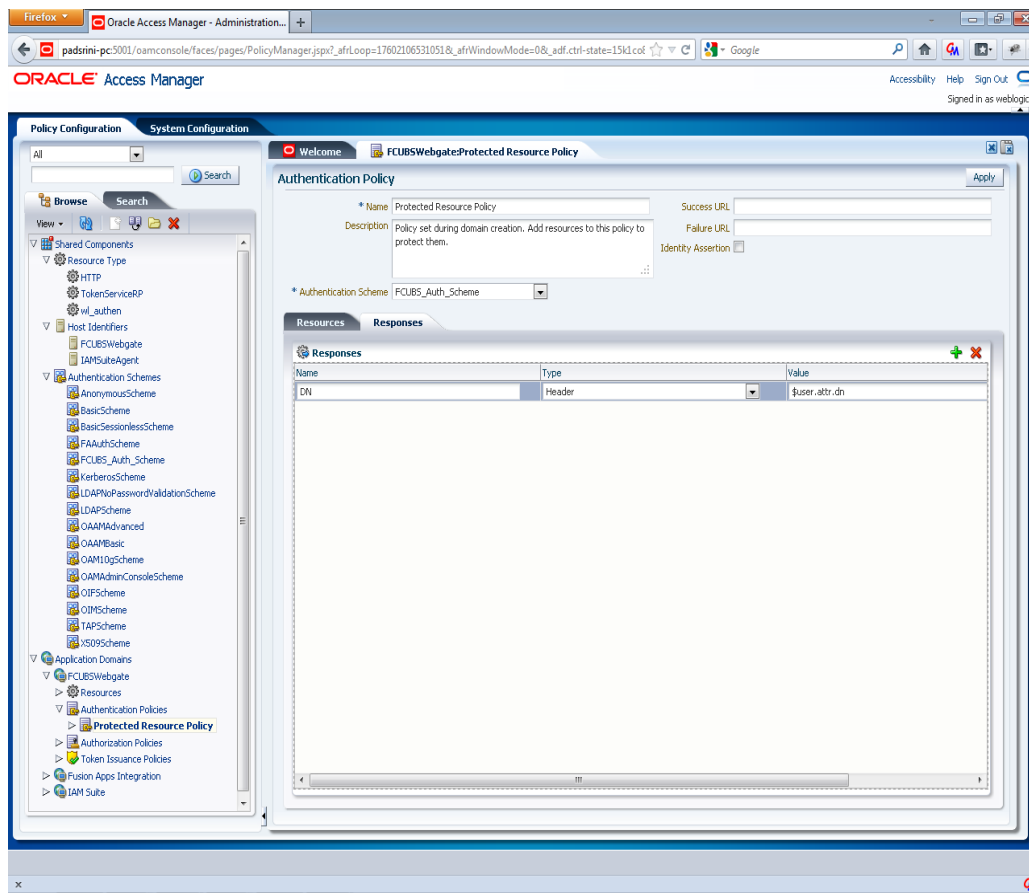 Firefox
Oracle Access Manager - Administration...
padsrini-pc:5001/oamconsole/faces/pages/PolicyManager.jspx?_afrLoop=17602106531051&_afrWindowMode=0&_adf.ctrl-state=15k1co
Google
ORACLE Access Manager
Accessibility Help Sign Out
Signed in as weblogic
Policy Configuration System Configuration
All
Search
Browse Search
View
Shared Components
Resource Type
HTTP
TokenServiceRP
wl_authen
Host Identifiers
FCUBSWebgate
IAMSuiteAgent
Authentication Schemes
AnonymousScheme
BasicScheme
BasicSessionlessScheme
FAAuthScheme
FCUBS_Auth_Scheme
KerberosScheme
LDAPNoPasswordValidationScheme
LDAPScheme
OAAMAdvanced
OAAMBasic
OAM10gScheme
OAMAdminConsoleScheme
OIFScheme
OIMScheme
TAPScheme
X509Scheme
Application Domains
FCUBSWebgate
Resources
Authentication Policies
Protected Resource Policy
Authorization Policies
Token Issuance Policies
Fusion Apps Integration
IAM Suite
Welcome FCUBSWebgate:Protected Resource Policy
Authentication Policy Apply
* Name Protected Resource Policy Success URL
Description Policy set during domain creation. Add resources to this policy to Failure URL
protect them.
Identity Assertion
* Authentication Scheme FCUBS_Auth_Scheme
Resources Responses
Responses
Name Type Value
DN Header $user.attr.dn
x